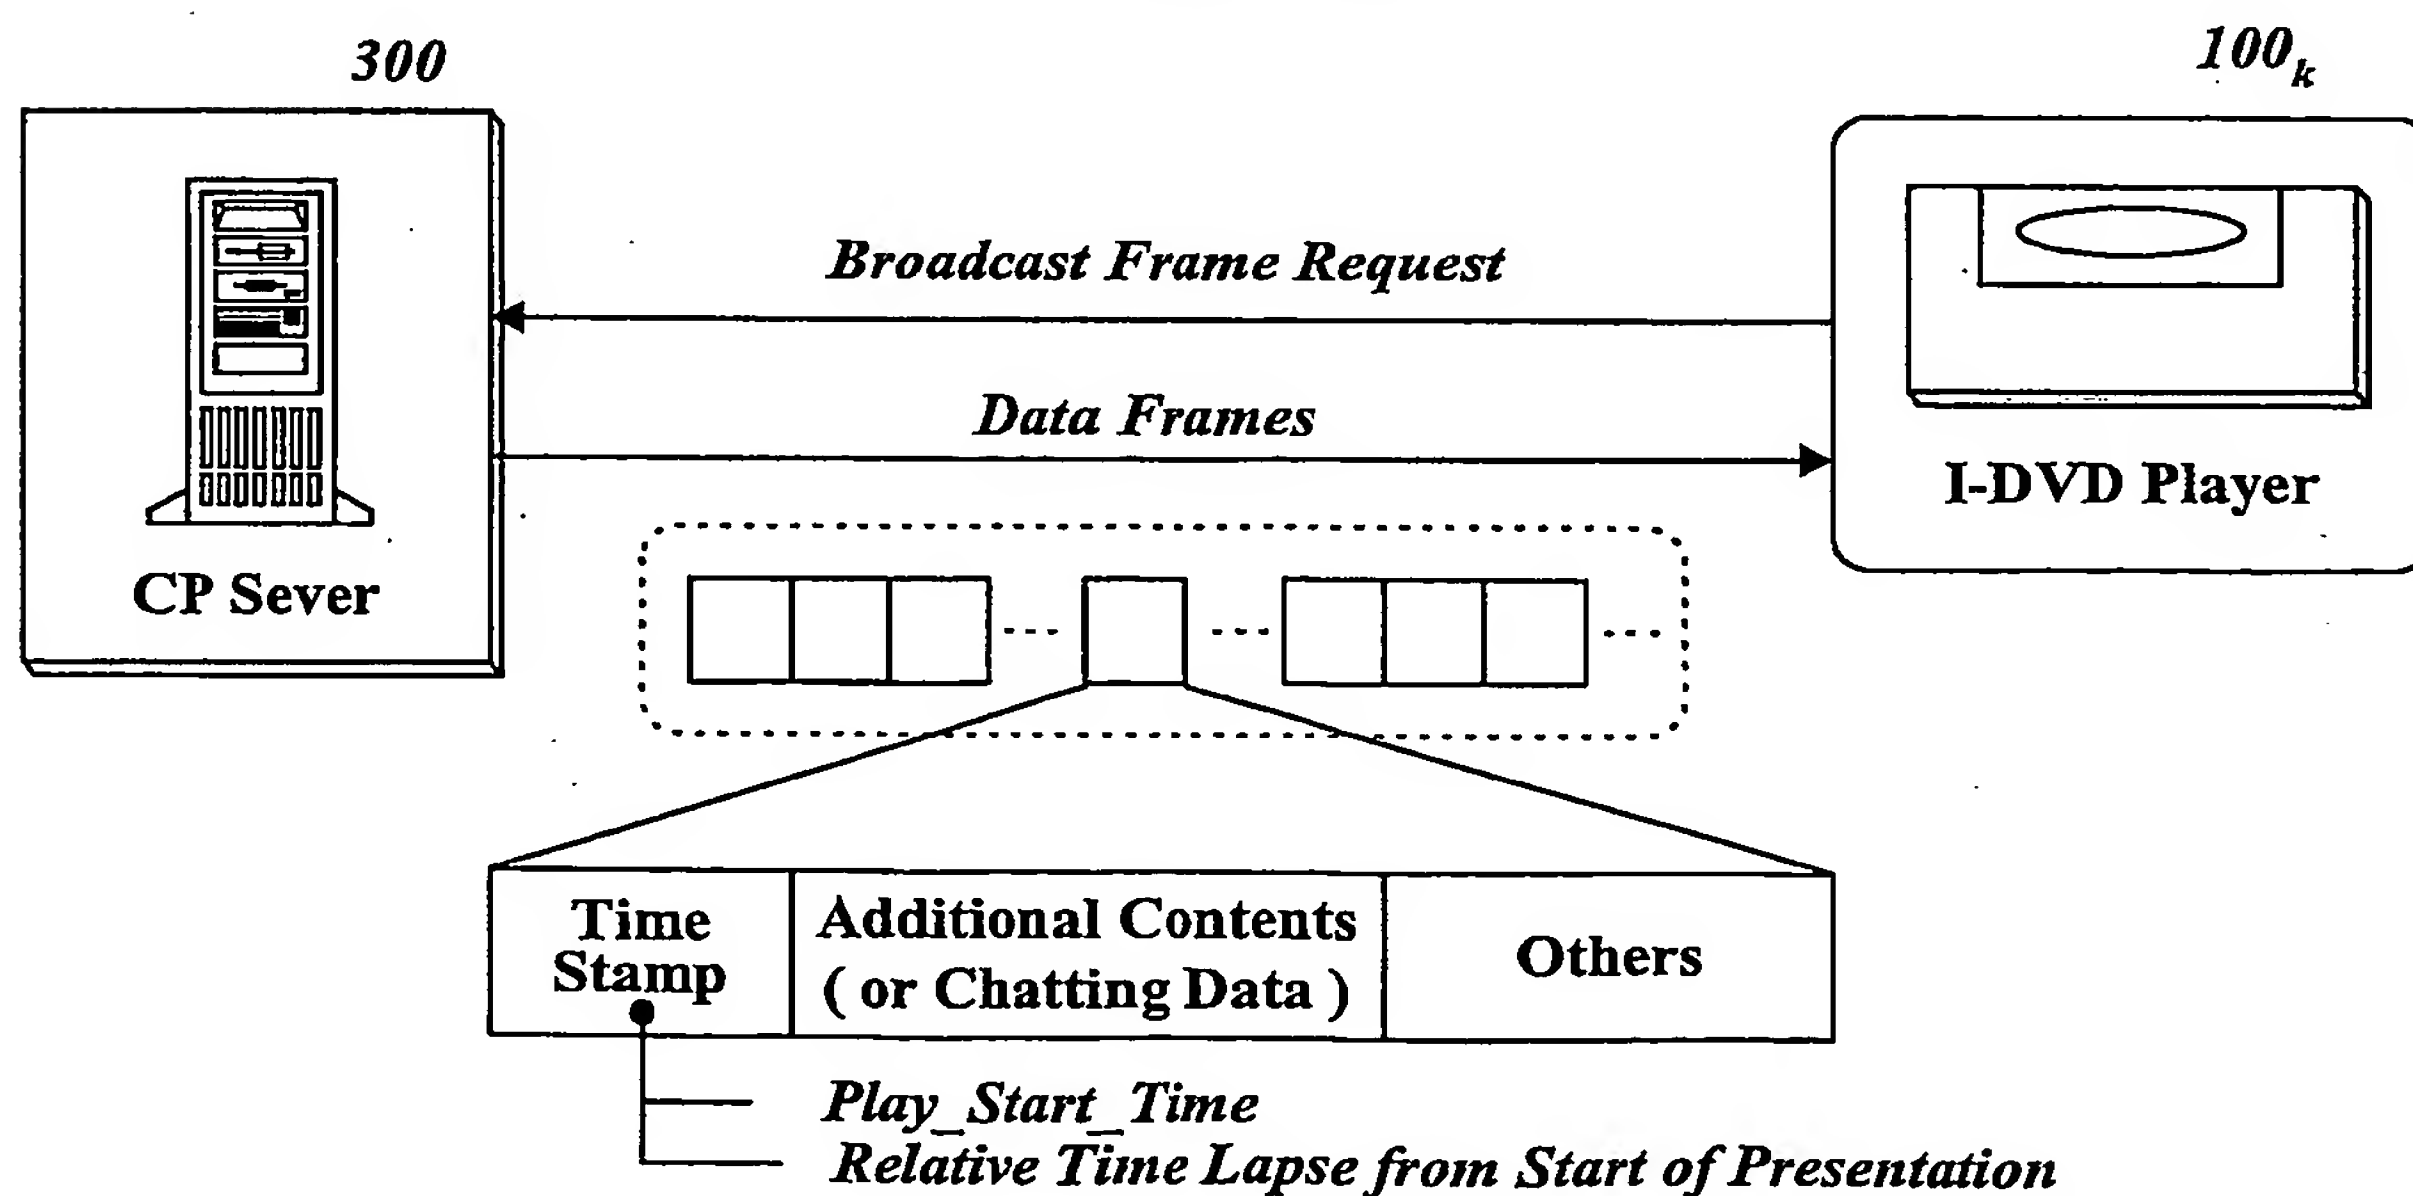 300
100k
Broadcast Frame Request
Data Frames
I-DVD Player
CP Sever
Time
Stamp
Additional Contents
( or Chatting Data )
Others
Play_Start_Time
Relative Time Lapse from Start of Presentation